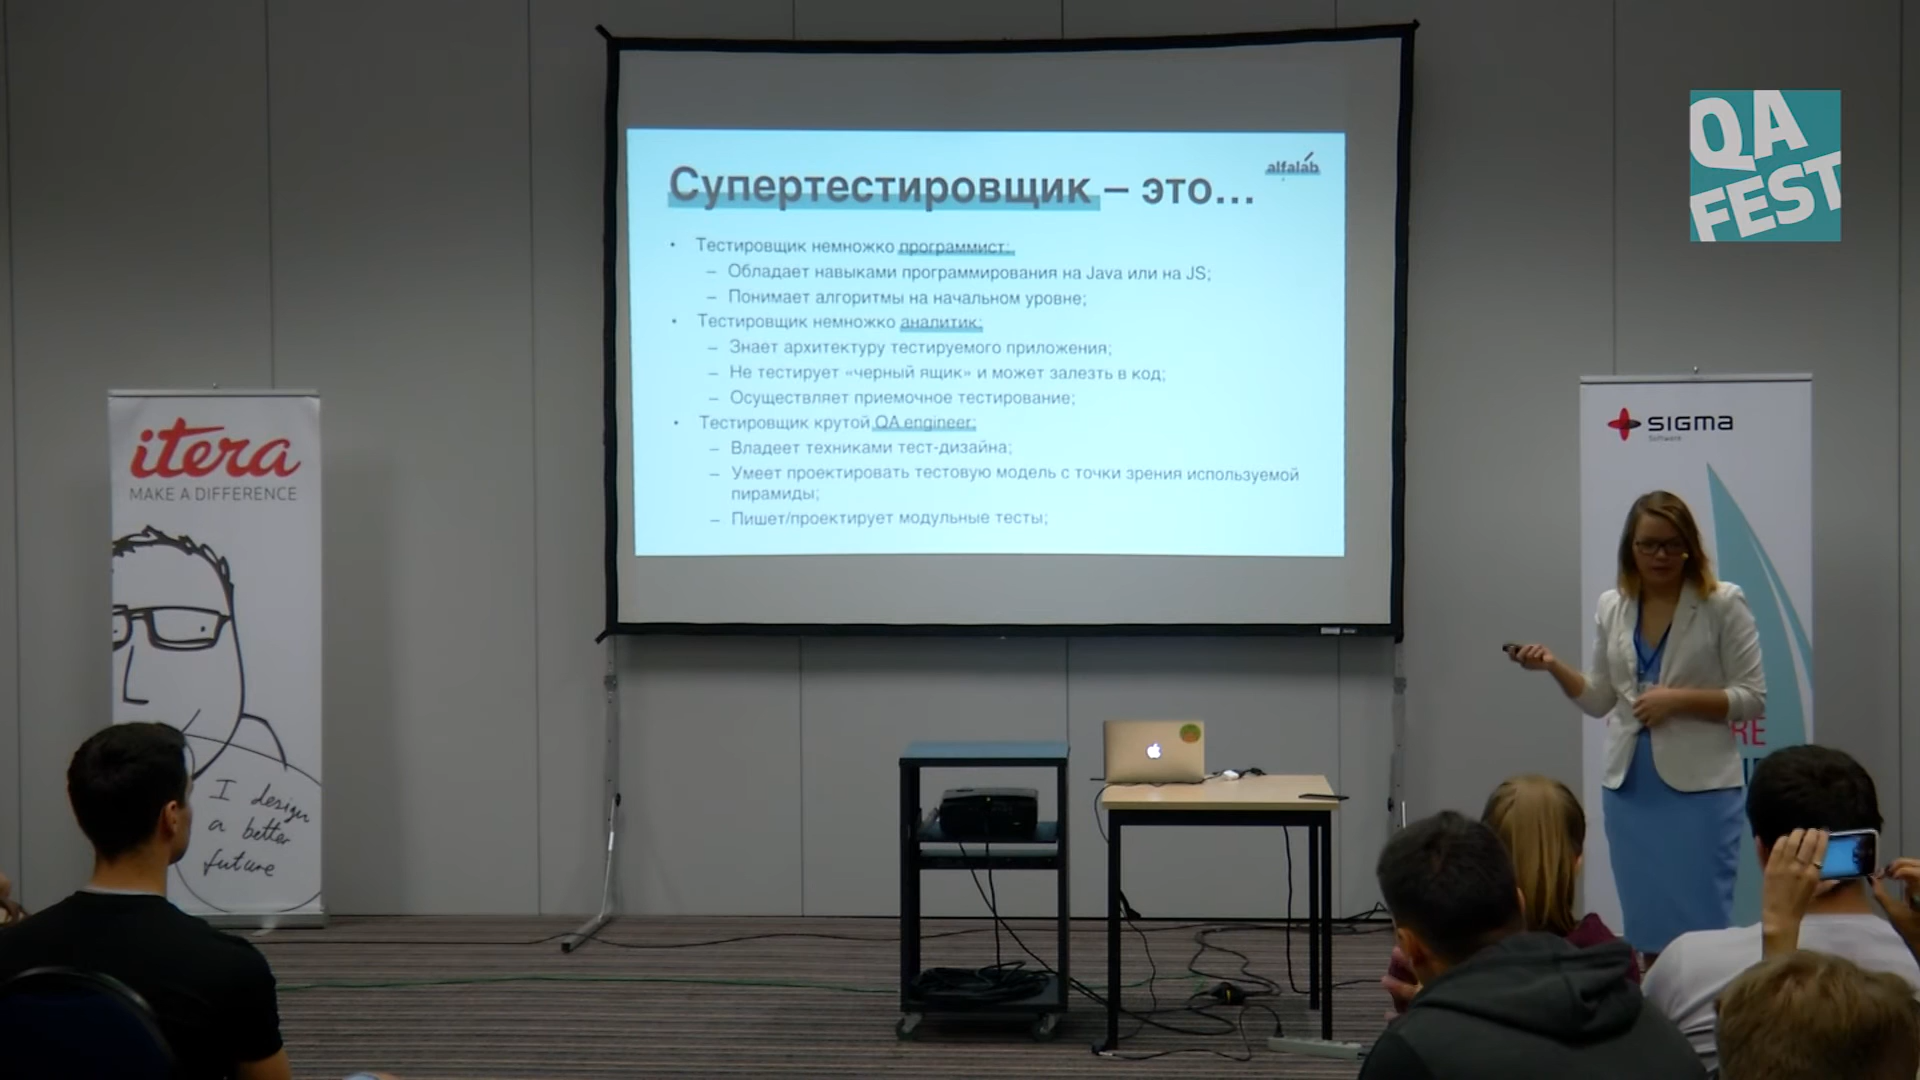 QA
FEST
alfalab
Супертестировщик – это...
• Тестировщик немножко программист:
– Обладает навыками программирования на Java или на JS;
– Понимает алгоритмы на начальном уровне;
• Тестировщик немножко аналитик:
– Знает архитектуру тестируемого приложения;
– Не тестирует «черный ящик» и может залезть в код;
– Осуществляет приемочное тестирование;
• Тестировщик крутой QA engineer:
– Владеет техниками тест-дизайна;
– Умеет проектировать тестовую модель с точки зрения используемой
пирамиды;
– Пишет/проектирует модульные тесты;
itera
MAKE A DIFFERENCE
I design
a better
future
SIGMA
Software